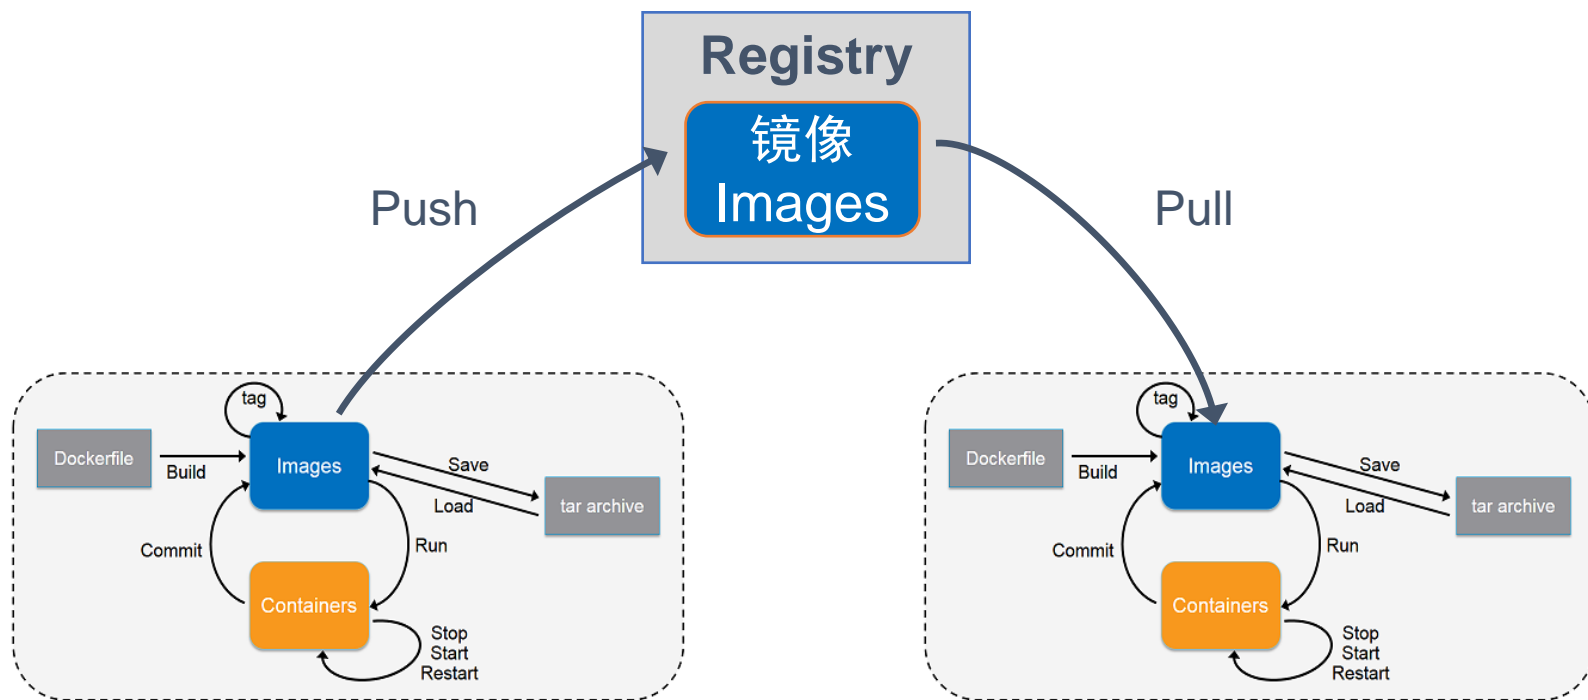 Registry
镜像
Images
Push
Pull
tag
Dockerfile
Build
Images
Save
Load
tar archive
Commit
Run
Containers
Stop
Start
Restart
tag
Dockerfile
Build
Images
Save
Load
tar archive
Commit
Run
Containers
Stop
Start
Restart